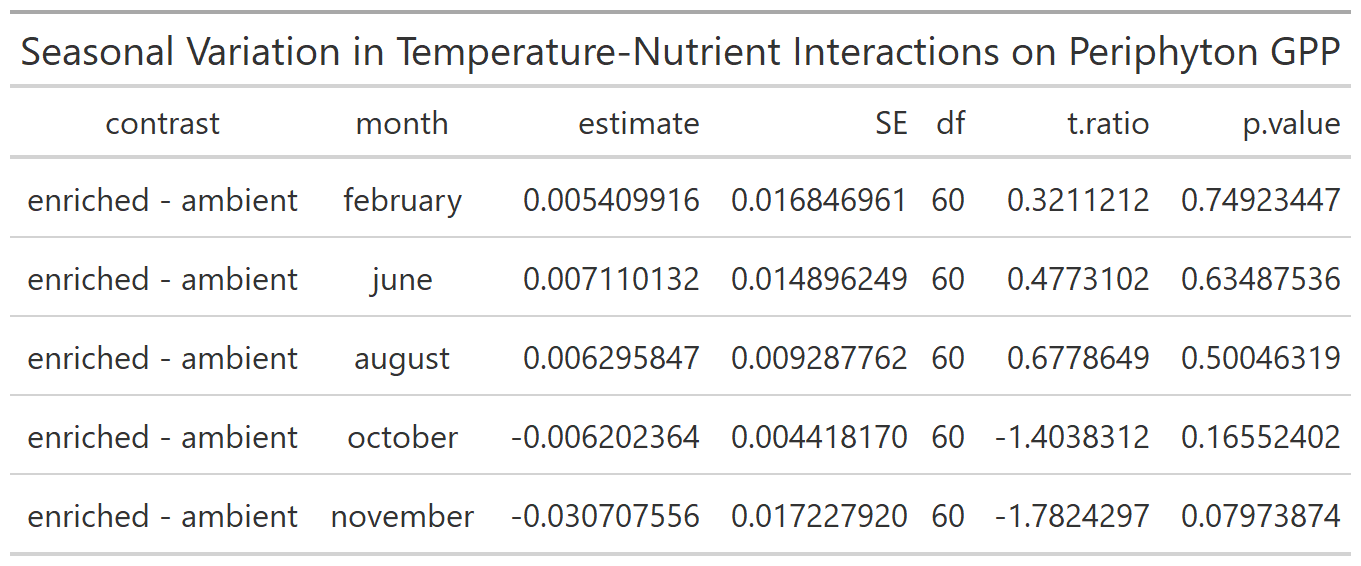 Seasonal Variation in Temperature-Nutrient Interactions on Periphyton GPP
contrast month estimate SE df t.ratio p.value
enriched - ambient february 0.005409916 0.016846961 60 0.3211212 0.74923447
enriched - ambient june 0.007110132 0.014896249 60 0.4773102 0.63487536
enriched - ambient august 0.006295847 0.009287762 60 0.6778649 0.50046319
enriched - ambient october -0.006202364 0.004418170 60 -1.4038312 0.16552402
enriched - ambient november -0.030707556 0.017227920 60 -1.7824297 0.07973874